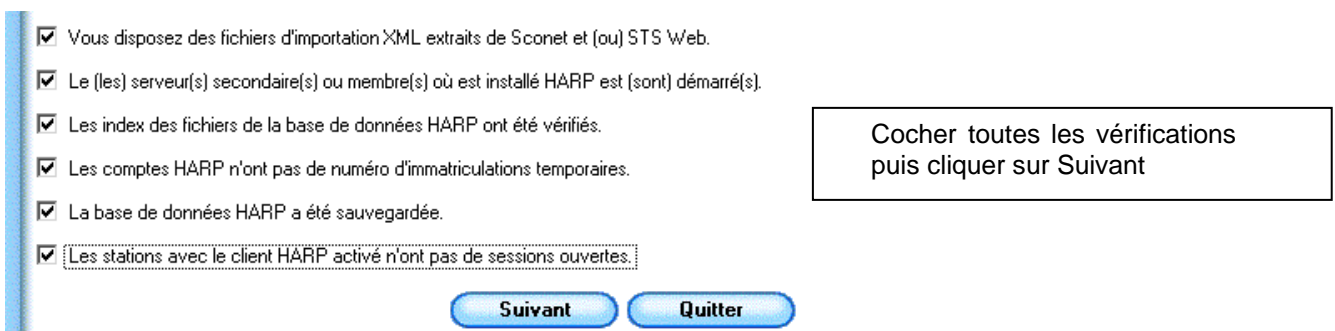 Vous disposez des fichiers d'importation XML extraits de Sconet et (ou) STS Web.
Le (les) serveur(s) secondaire(s) ou membre(s) où est installé HARP est (sont) démarré(s).
Les index des fichiers de la base de données HARP ont été vérifiés.
Les comptes HARP n'ont pas de numéro d'immatriculations temporaires.
La base de données HARP a été sauvegardée.
Les stations avec le client HARP activé n'ont pas de sessions ouvertes.
Suivant Quitter
Cocher toutes les vérifications
puis cliquer sur Suivant